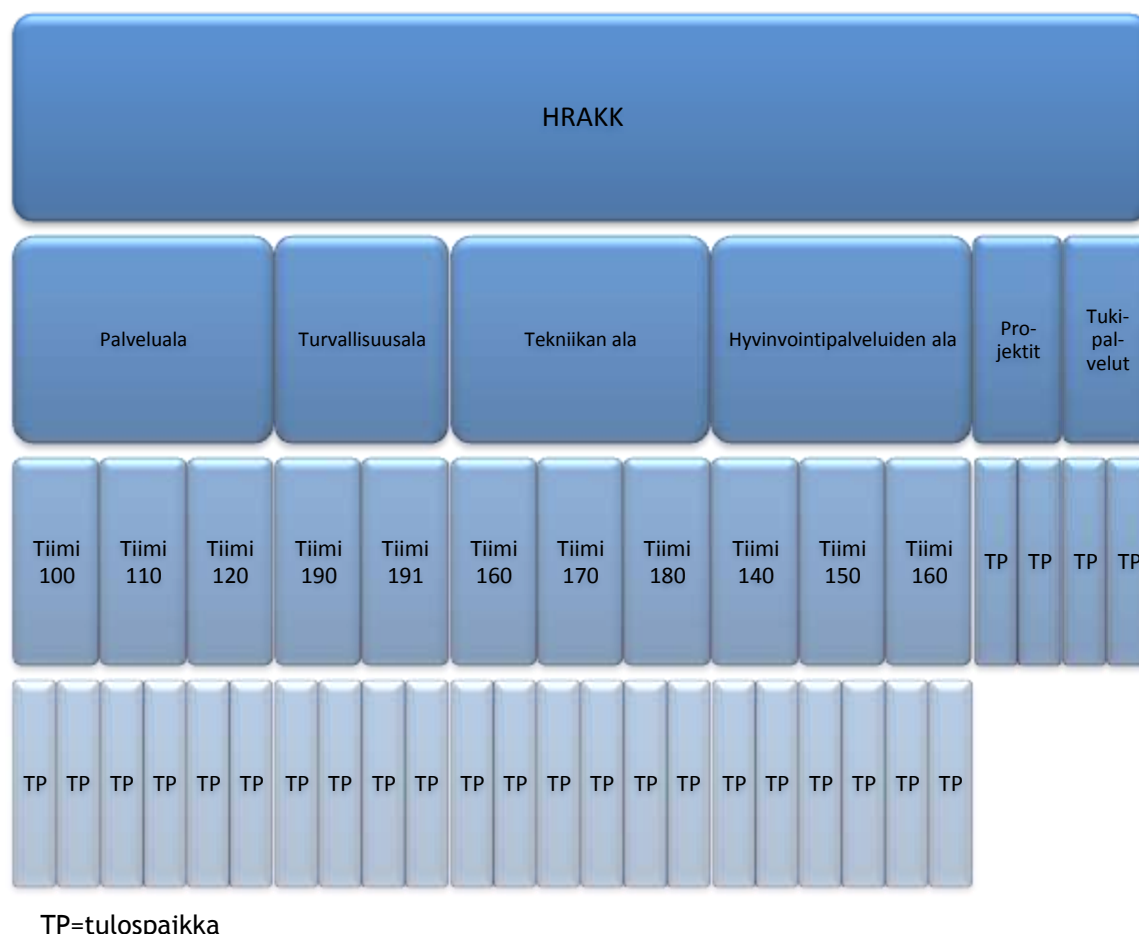 HRAKK
Palveluala
Turvallisuusala
Tekniikan ala
Hyvinvointipalveluiden ala
Pro-
jektit
Tuki-
pal-
velut
Tiimi
100
Tiimi
110
Tiimi
120
Tiimi
190
Tiimi
191
Tiimi
160
Tiimi
170
Tiimi
180
Tiimi
140
Tiimi
150
Tiimi
160
TP TP TP TP
TP TP TP TP TP TP TP TP TP TP TP TP TP TP TP TP TP TP TP TP TP TP
TP=tulospaikka